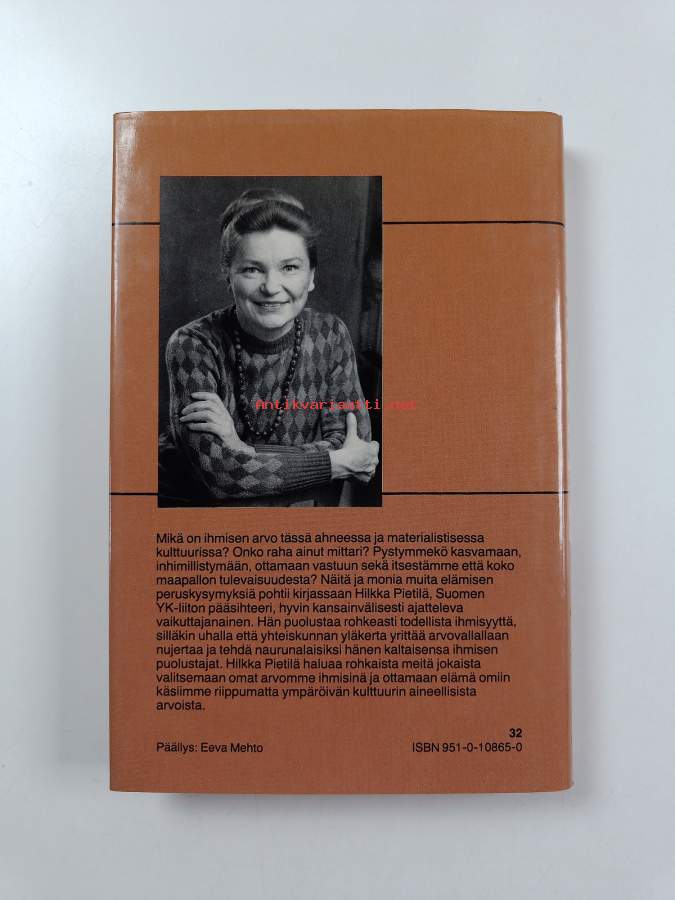 Antikvariaatti.net
Mikä on ihmisen arvo tässä ahneessa ja materialistisessa
kulttuurissa? Onko raha ainut mittari? Pystymmekö kasvamaan,
inhimillistymään, ottamaan vastuun sekä itsestämme että koko
maapallon tulevaisuudesta? Näitä ja monia muita elämisen
peruskysymyksiä pohtii kirjassaan Hilkka Pietilä, Suomen
YK-liiton pääsihteeri, hyvin kansainvälisesti ajatteleva
vaikuttajanainen. Hän puolustaa rohkeasti todellista ihmisyyttä,
silläkin uhalla että yhteiskunnan yläkerta yrittää arvovallallaan
nujertaa ja tehdä naurunalaisiksi hänen kaltaisensa ihmisen
puolustajat. Hilkka Pietilä haluaa rohkaista meitä jokaista
valitsemaan omat arvomme ihmisinä ja ottamaan elämä omiin
käsiimme riippumatta ympäröivän kulttuurin aineellisista
arvoista.
32
Päällys: Eeva Mehto ISBN 951-0-10865-0